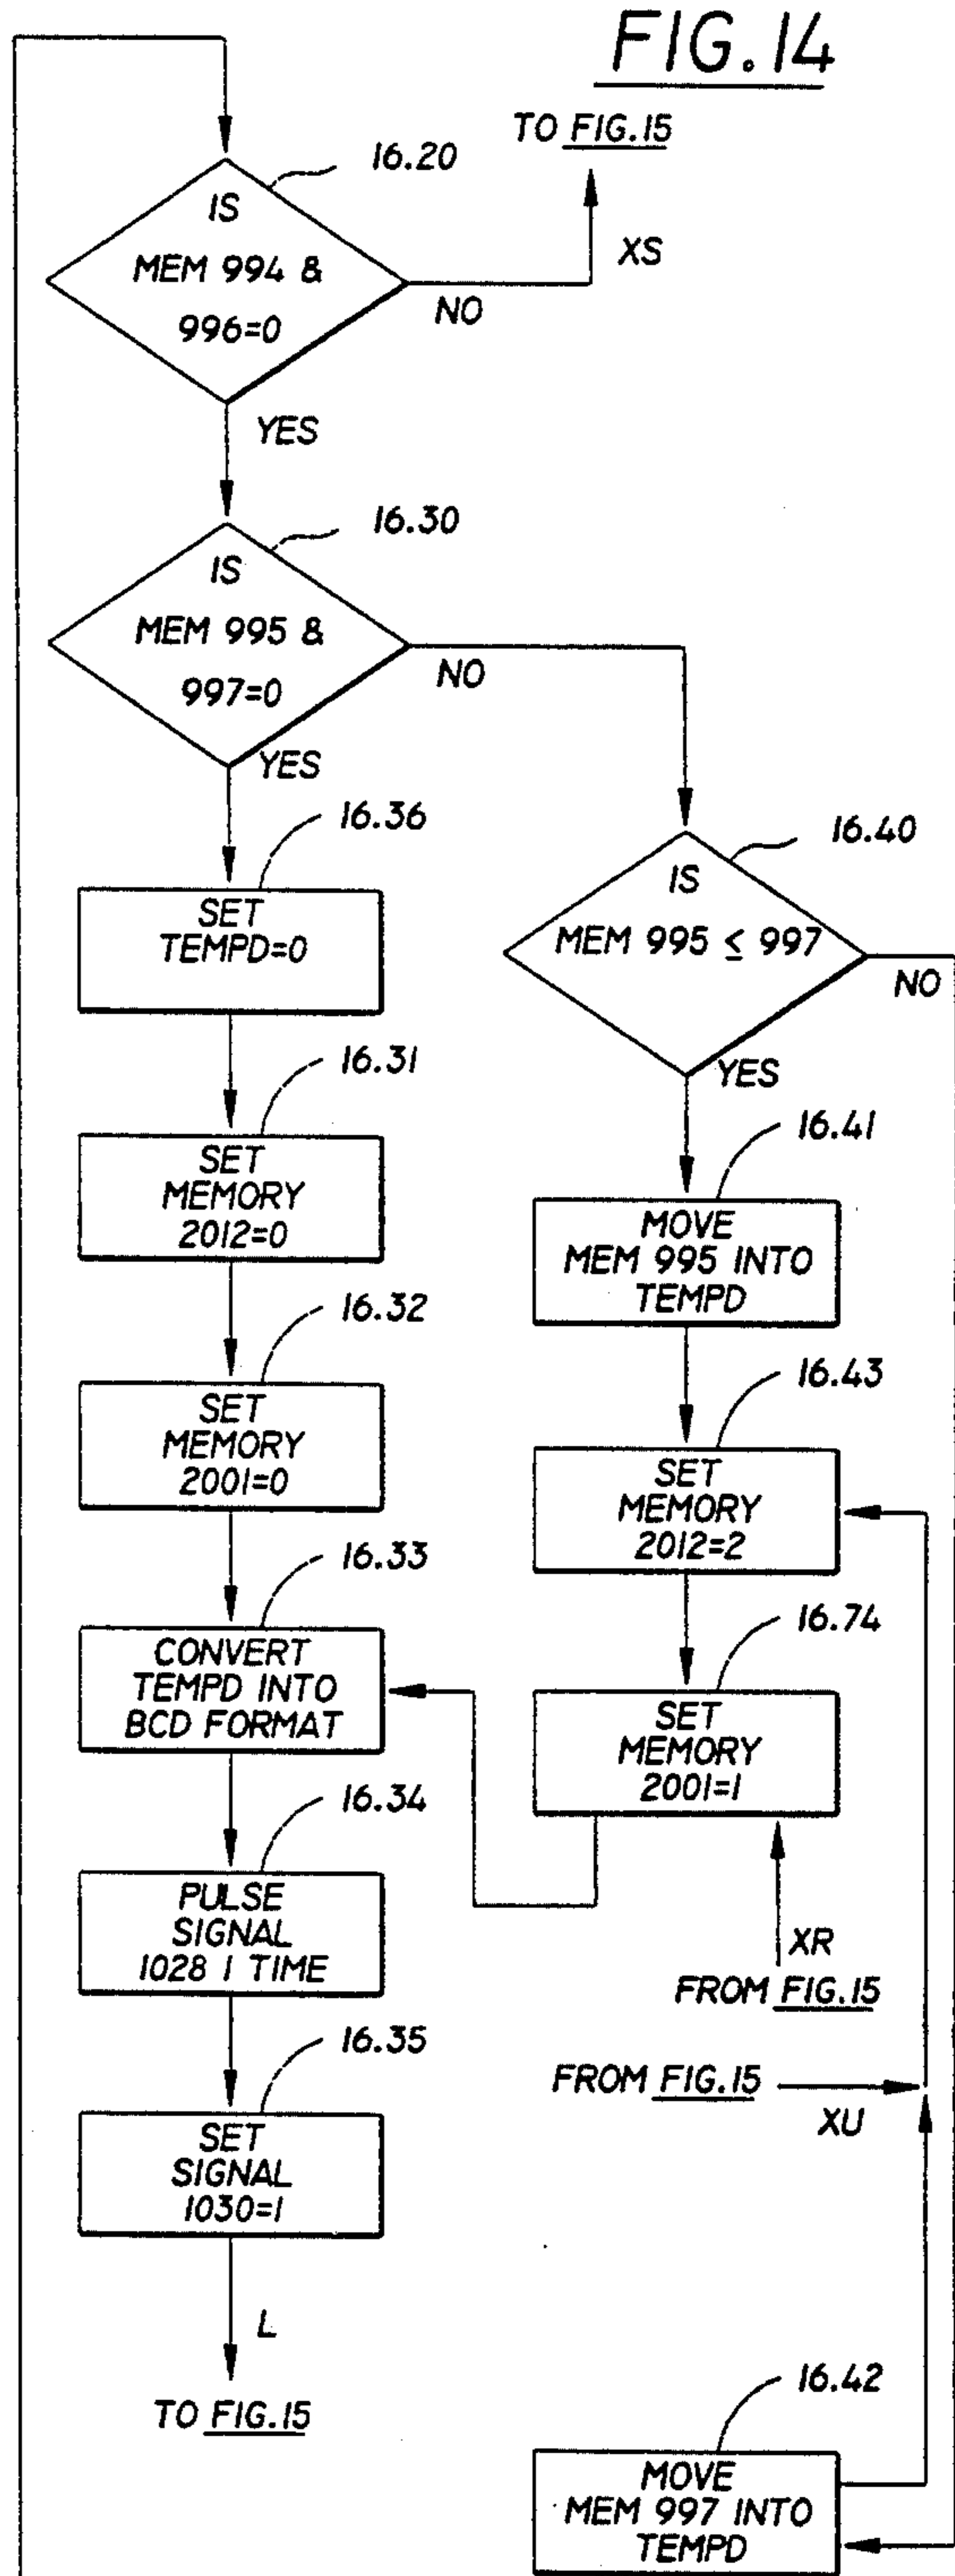 FIG. 14
TO FIG. 15
XS
16.20
IS
MEM 994 &
996=0
NO
YES
16.30
IS
MEM 995 &
997=0
NO
YES
16.36
SET
TEMPD=0
16.31
SET
MEMORY
2012=0
16.32
SET
MEMORY
2001=0
16.33
CONVERT
TEMPD INTO
BCD FORMAT
16.34
PULSE
SIGNAL
1028 1 TIME
16.35
SET
SIGNAL
1030=1
L
TO FIG. 15
16.40
IS
MEM 995 ≤ 997
NO
YES
16.41
MOVE
MEM 995 INTO
TEMPD
16.43
SET
MEMORY
2012=2
16.74
SET
MEMORY
2001=1
XR
FROM FIG. 15
FROM FIG. 15
XU
16.42
MOVE
MEM 997 INTO
TEMPD